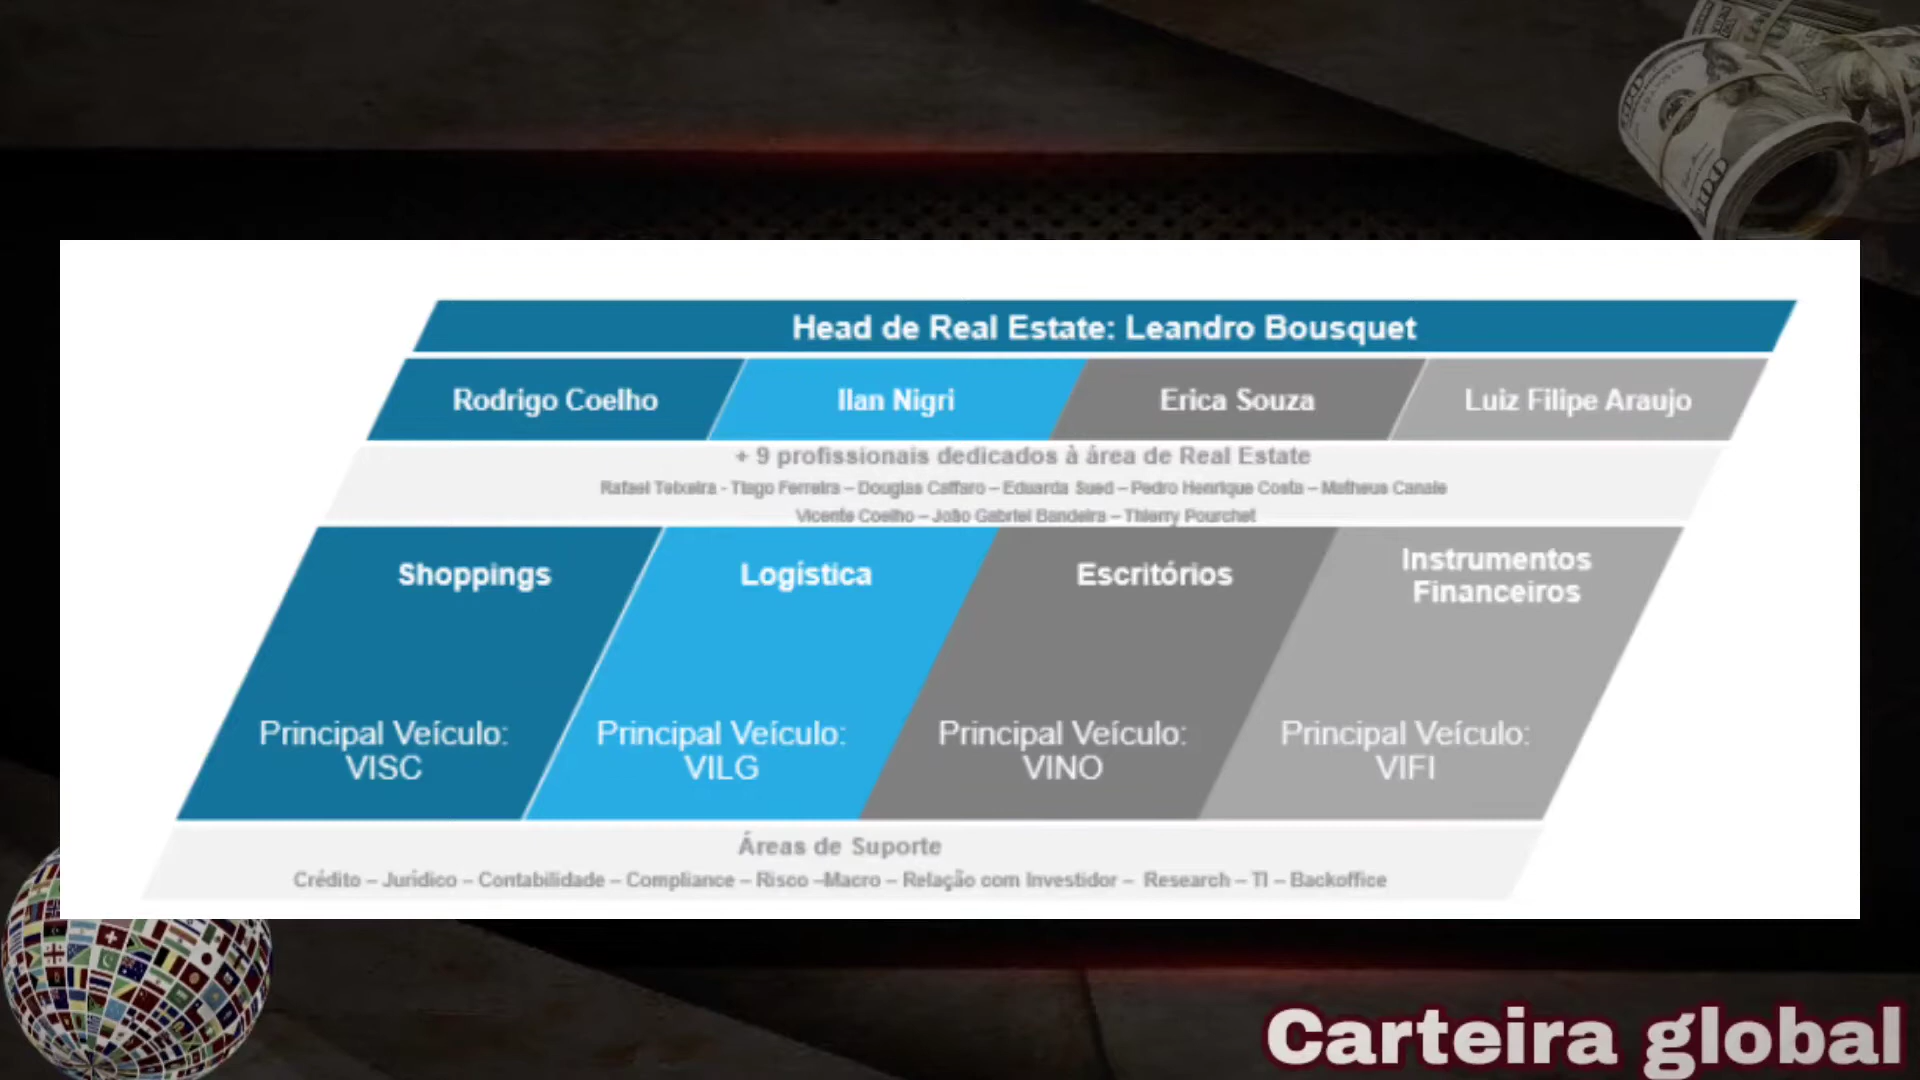 Head de Real Estate: Leandro Bousquet
Rodrigo Coelho
Ilan Nigri
Erica Souza
Luiz Filipe Araujo
+ 9 profissionais dedicados à área de Real Estate
Rafael Teixeira - Tiago Ferreira – Douglas Caffaro – Eduarda Sued – Pedro Henrique Costa – Matheus Canale
Vicente Coelho – João Gabriel Bandeira – Thierry Pourchet
Shoppings
Logística
Escritórios
Instrumentos
Financeiros
Principal Veículo:
VISC
Principal Veículo:
VILG
Principal Veículo:
VINO
Principal Veículo:
VIFI
Áreas de Suporte
Crédito – Jurídico – Contabilidade – Compliance – Risco –Macro – Relação com Investidor – Research – TI – Backoffice
Carteira global